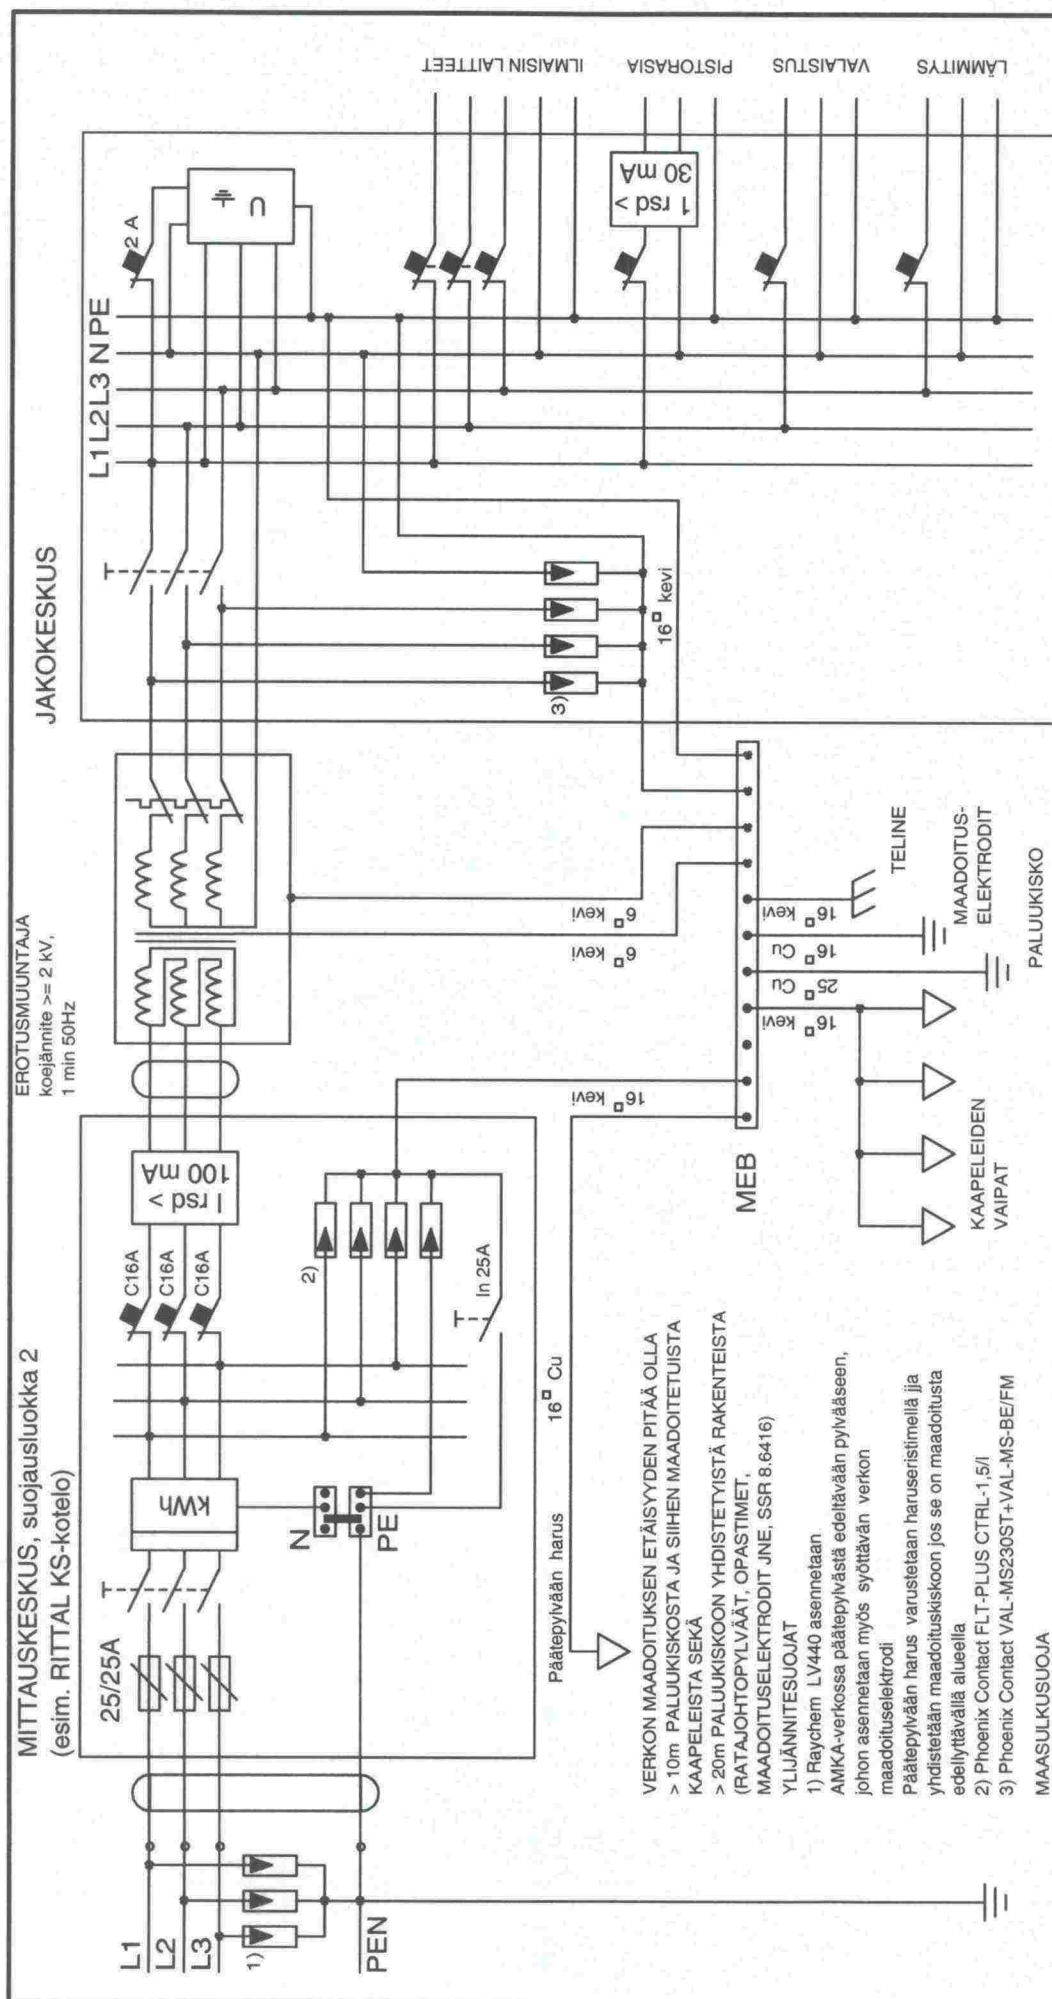 MITTAUSKESKUS, suojausluokka 2
(esim. RITTAL KS-kotelo)
EROTUSMUUNTAJA
koejännite >= 2 kV,
1 min 50Hz
JAKOKESKUS
L1
L2
L3
PEN
1)
25/25A
kWh
N
PE
C16A
C16A
C16A
I rsd >
100 mA
2)
In 25A
16 Cu
Päätepylvään harus
L1 L2 L3 N PE
2 A
U
1 rsd >
30 mA
ILMAISIN LAITTEET
PISTORASIA
VALAISTUS
LÄMMITYS
3)
16 kevi
6 kevi
6 kevi
16 kevi
MEB
16 kevi
25 Cu
16 Cu
16 kevi
TELINE
MAADOITUS-
ELEKTRODIT
PALUUKISKO
KAAPELEIDEN
VAIPAT
VERKON MAADOITUKSEN ETÄISYYDEN PITÄÄ OLLA
> 10m PALUUKISKOSTA JA SIIHEN MAADOITETUISTA
KAAPELEISTA SEKÄ
> 20m PALUUKISKOON YHDISTETYISTÄ RAKENTEISTA
(RATAJOHTOPYLVÄÄT, OPASTIMET,
MAADOITUSELEKTRODIT JNE, SSR 8.6416)
YLIJÄNNITESUOJAT
1) Raychem LV440 asennetaan
AMKA-verkossa päätepylvästä edeltävään pylvääseen,
johon asennetaan myös syöttävän verkon
maadoituselektrodi
Päätepylvään harus varustetaan haruseristimellä jja
yhdistetään maadoituskiskoon jos se on maadoitusta
edellyttävällä alueella
2) Phoenix Contact FLT-PLUS CTRL-1,5/I
3) Phoenix Contact VAL-MS230ST+VAL-MS-BE/FM
MAASULKUSUOJA